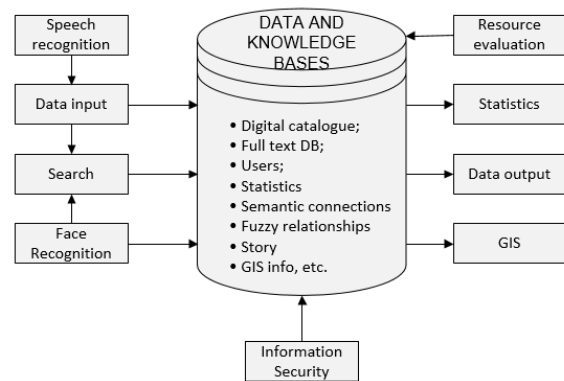 Speech
recognition
Data input
Search
Face
Recognition
DATA AND
KNOWLEDGE
BASES
• Digital catalogue;
• Full text DB;
• Users;
• Statistics
• Semantic connections
• Fuzzy relationships
• Story
• GIS info, etc.
Resource
evaluation
Statistics
Data output
GIS
Information
Security